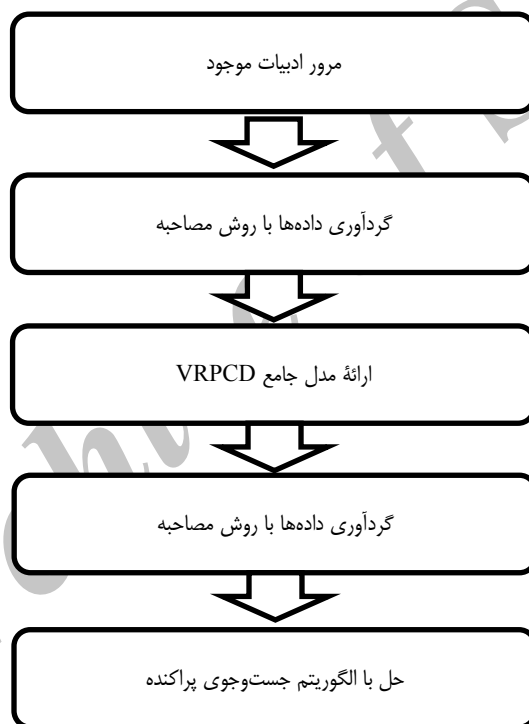 مرور ادبیات موجود
گردآوری داده‌ها با روش مصاحبه
ارائۀ مدل جامع VRPCD
گردآوری داده‌ها با روش مصاحبه
حل با الگوریتم جست‌وجوی پراکنده